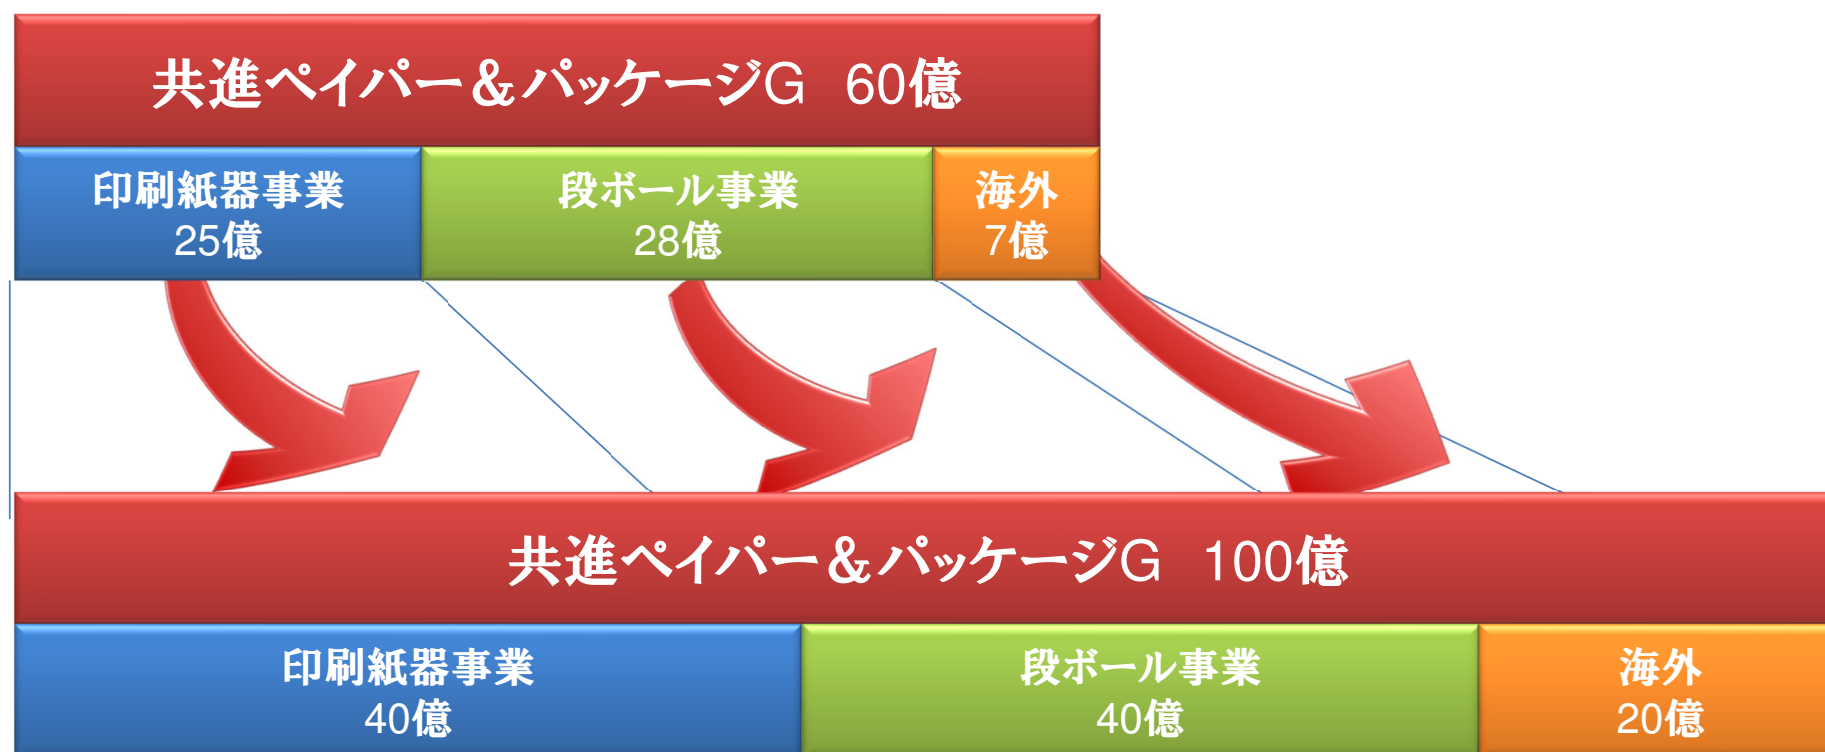 共進ペイパー＆パッケージG　60億
印刷紙器事業
25億
段ボール事業
28億
海外
7億
共進ペイパー＆パッケージG　100億
印刷紙器事業
40億
段ボール事業
40億
海外
20億